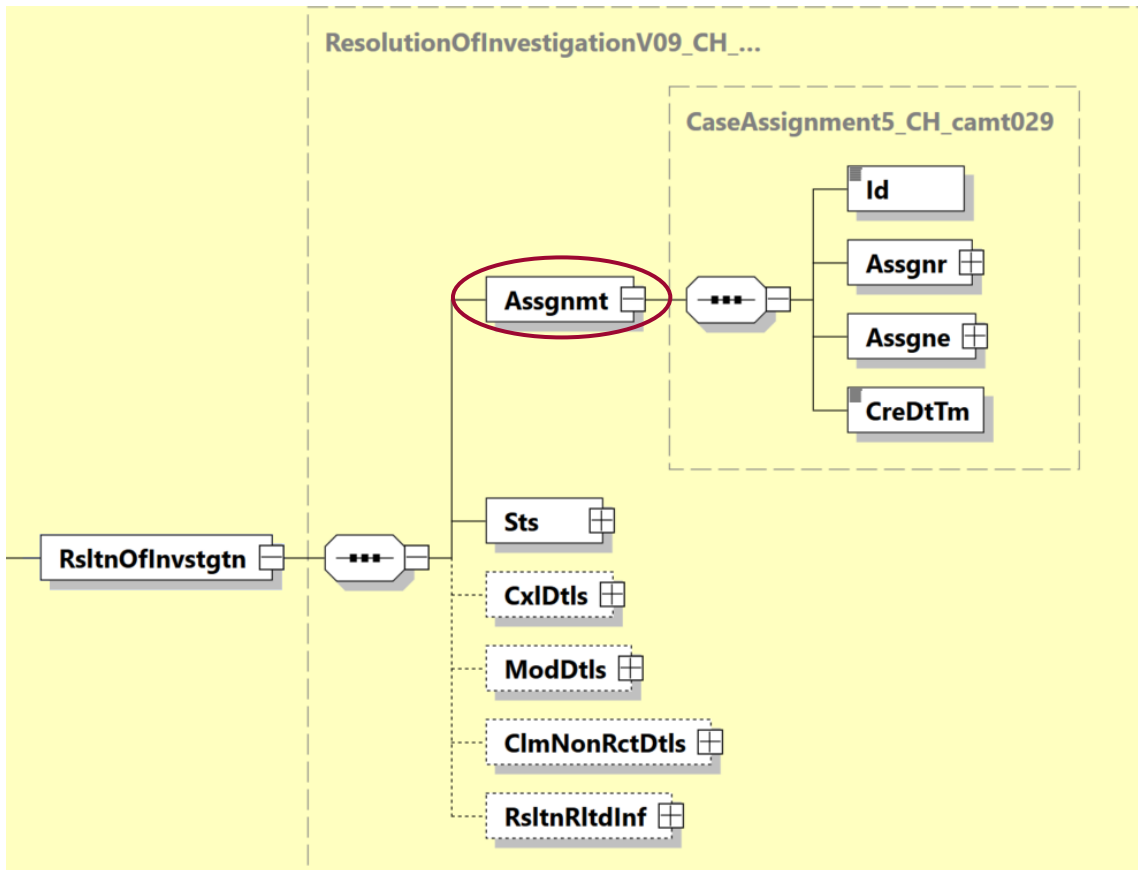 ResolutionOfInvestigationV09_CH_...
CaseAssignment5_CH_camt029
Id
Assgnr
Assgnmt
Assgne
CreDtTm
Sts
RsltnOfInvstgtn
CxlDtls
ModDtls
ClmNonRctDtls
RsltnRltdInf